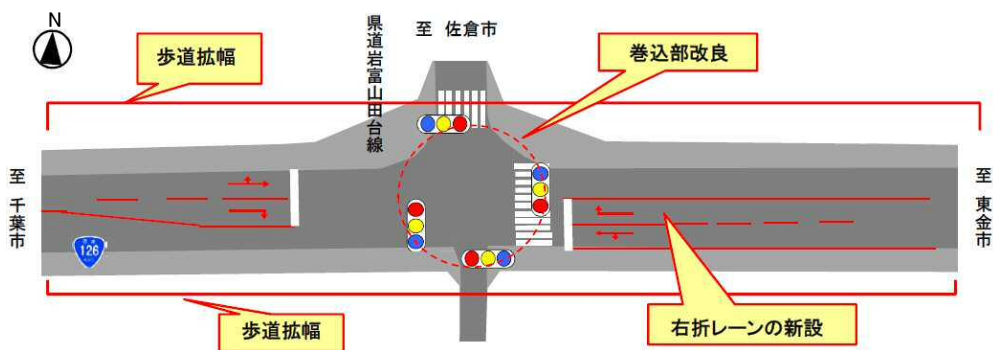 N
歩道拡幅
県道岩富山田台線
至 佐倉市
巻込部改良
至 千葉市
至 東金市
126
歩道拡幅
右折レーンの新設